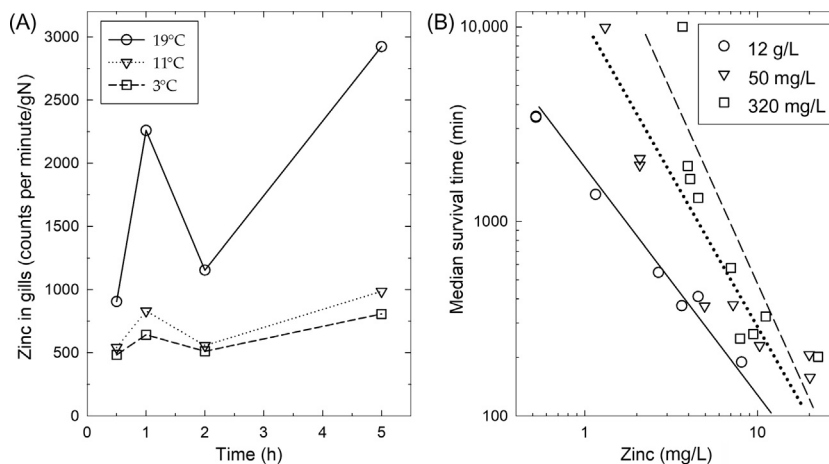 (A)
Zinc in gills (counts per minute/gN)
3000
2500
2000
1500
1000
500
0
19°C
11°C
3°C
0 1 2 3 4 5
Time (h)
(B)
Median survival time (min)
10,000
1000
100
12 g/L
50 mg/L
320 mg/L
1 10
Zinc (mg/L)